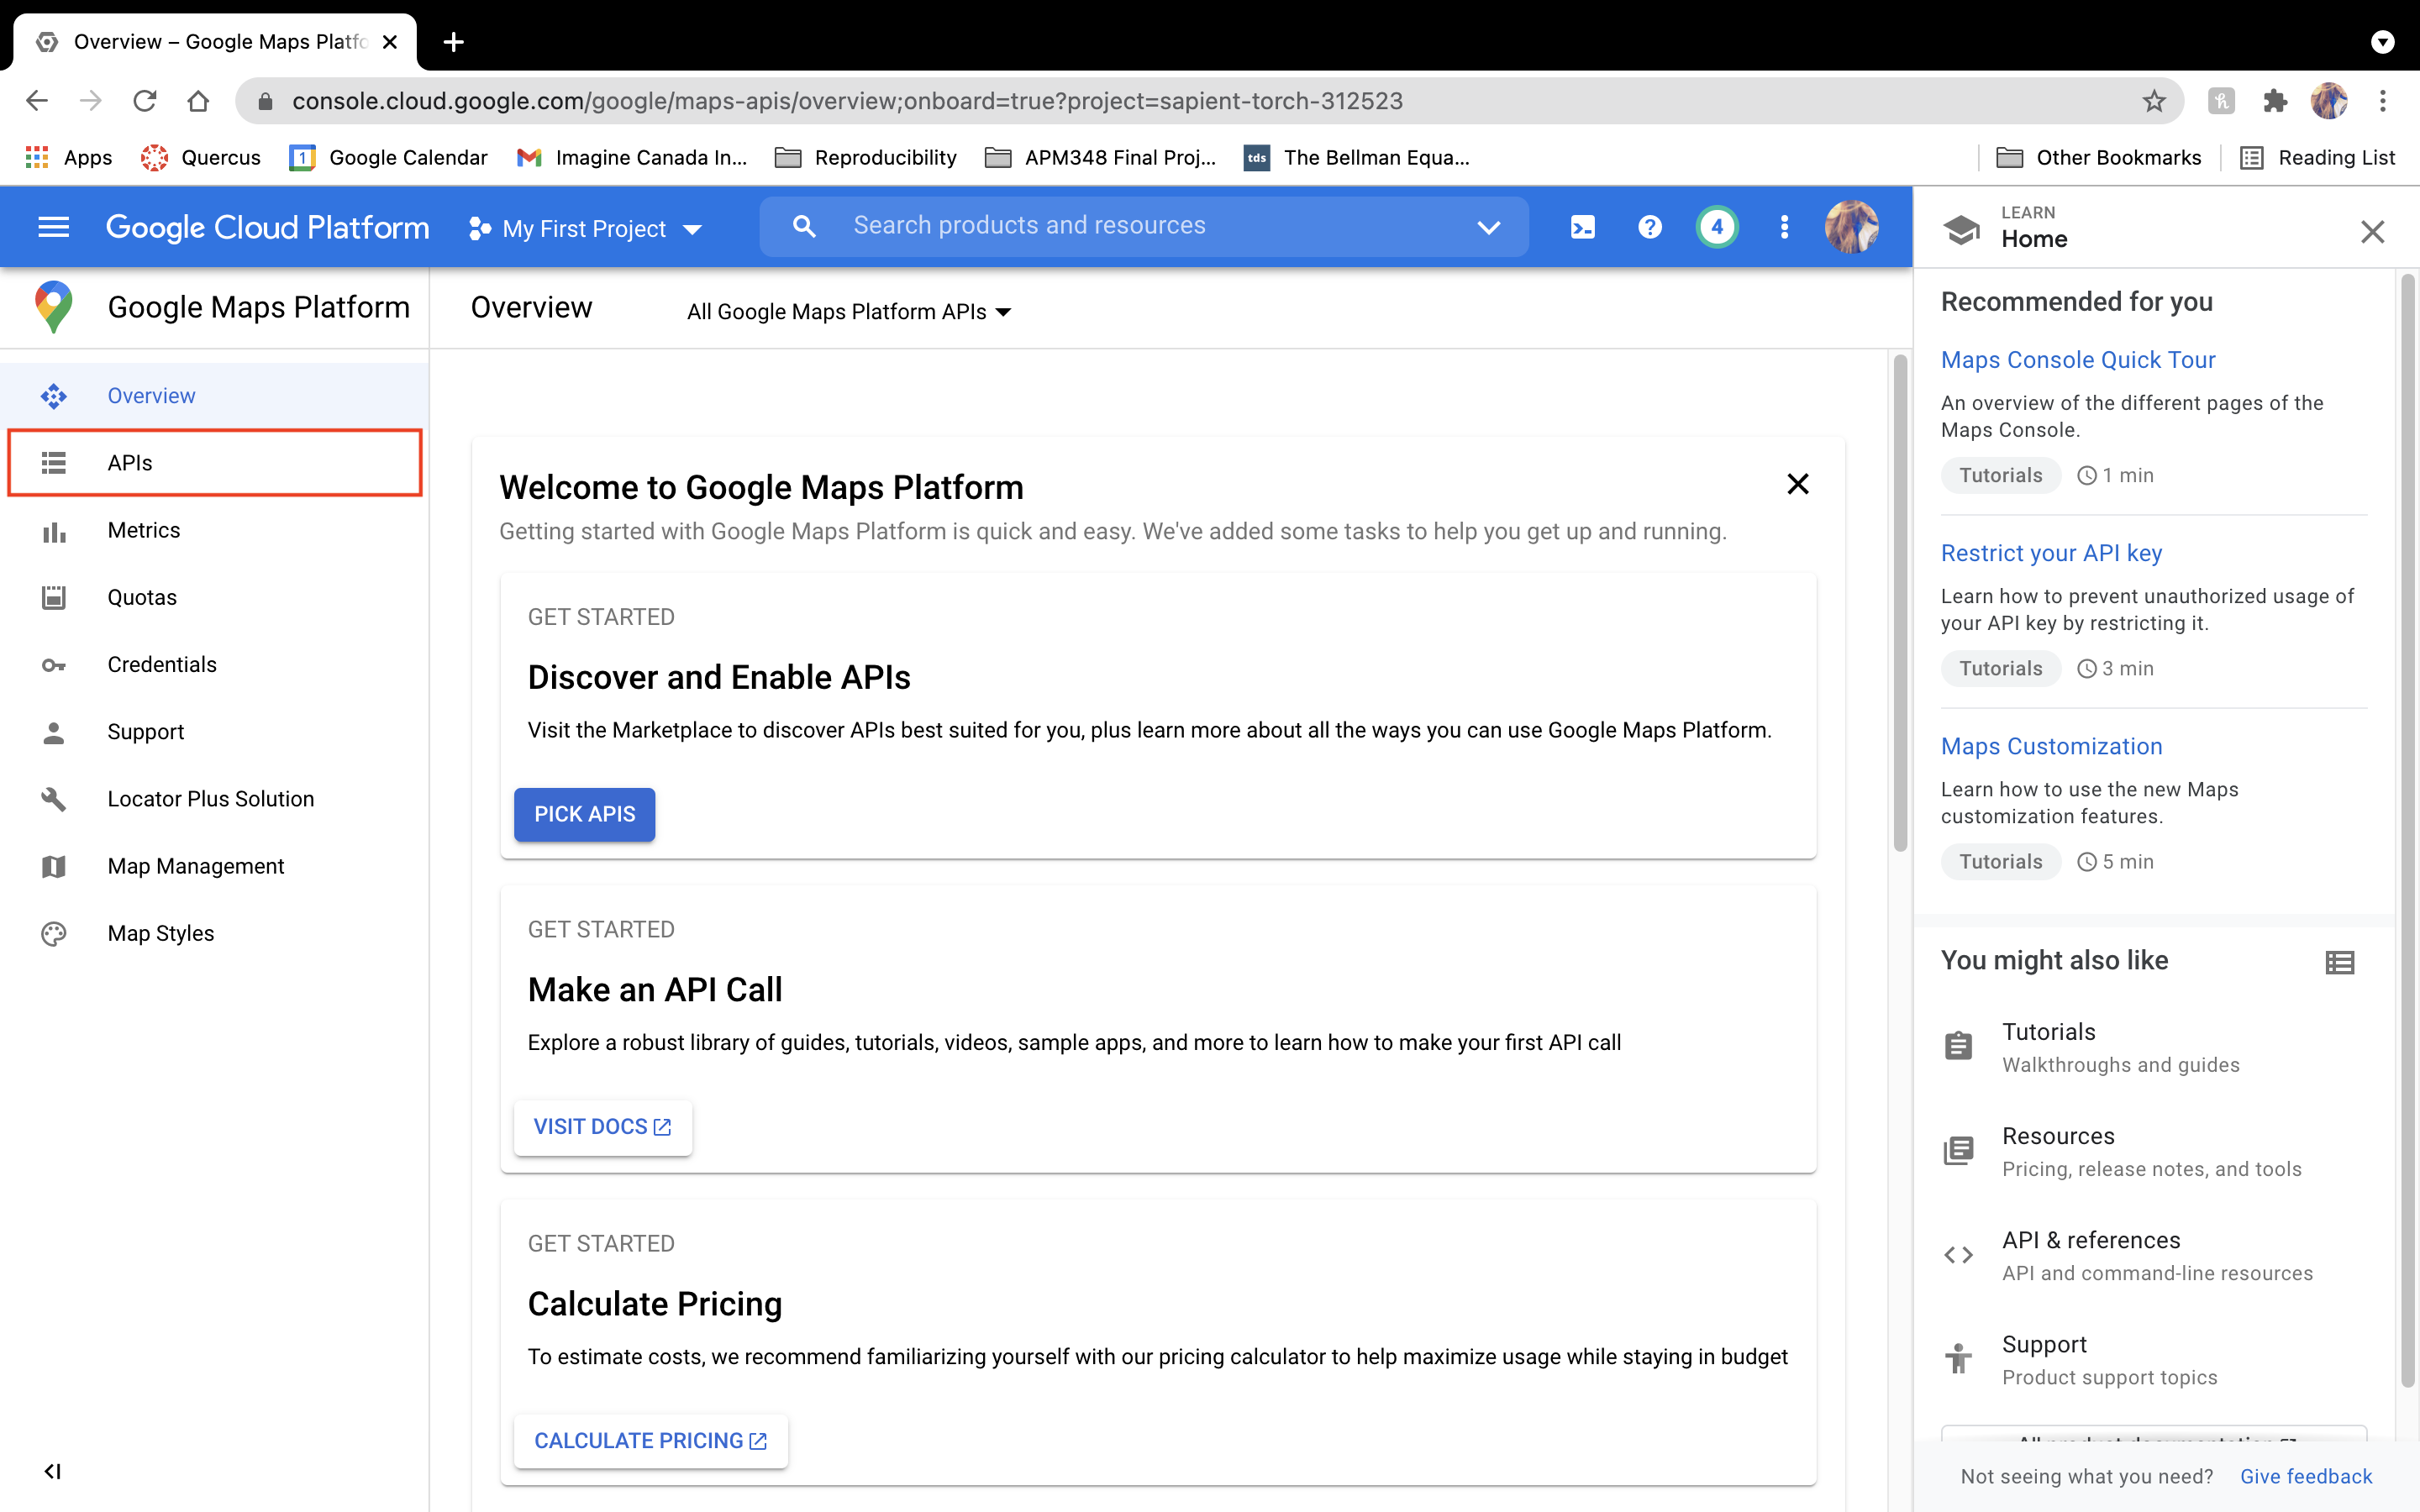 Overview – Google Maps Platfo
console.cloud.google.com/google/maps-apis/overview;onboard=true?project=sapient-torch-312523
Apps
Quercus
1
Google Calendar
Imagine Canada In...
Reproducibility
APM348 Final Proj...
tds
The Bellman Equa...
Other Bookmarks
Reading List
Google Cloud Platform
My First Project
Search products and resources
4
LEARN
Home
Google Maps Platform
Overview
All Google Maps Platform APIs
Overview
APIs
Metrics
Quotas
Credentials
Support
Locator Plus Solution
Map Management
Map Styles
Welcome to Google Maps Platform
Getting started with Google Maps Platform is quick and easy. We've added some tasks to help you get up and running.
GET STARTED
Discover and Enable APIs
Visit the Marketplace to discover APIs best suited for you, plus learn more about all the ways you can use Google Maps Platform.
PICK APIS
GET STARTED
Make an API Call
Explore a robust library of guides, tutorials, videos, sample apps, and more to learn how to make your first API call
VISIT DOCS
GET STARTED
Calculate Pricing
To estimate costs, we recommend familiarizing yourself with our pricing calculator to help maximize usage while staying in budget
CALCULATE PRICING
Recommended for you
Maps Console Quick Tour
An overview of the different pages of the
Maps Console.
Tutorials 1 min
Restrict your API key
Learn how to prevent unauthorized usage of
your API key by restricting it.
Tutorials 3 min
Maps Customization
Learn how to use the new Maps
customization features.
Tutorials 5 min
You might also like
Tutorials
Walkthroughs and guides
Resources
Pricing, release notes, and tools
API & references
API and command-line resources
Support
Product support topics
All product documentation
Not seeing what you need? Give feedback